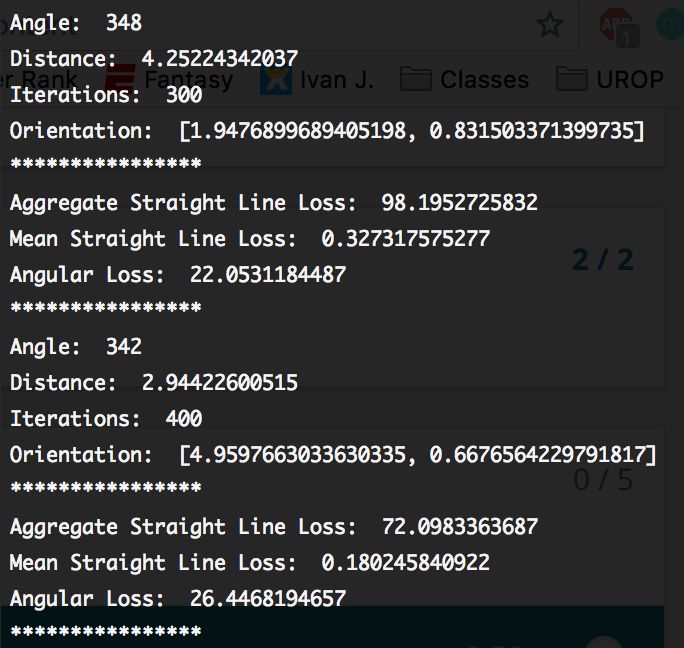 Angle:  348
Distance:  4.25224342037
er Rank Fantasy Ivan J. Classes UROP
Iterations:  300
Orientation:  [1.9476899689405198, 0.831503371399735]
****************
Aggregate Straight Line Loss:  98.1952725832
Mean Straight Line Loss:  0.327317575277
2 / 2
Angular Loss:  22.0531184487
****************
Angle:  342
Distance:  2.94422600515
Iterations:  400
Orientation:  [4.9597663033630335, 0.6676564229791817]
0 / 5
****************
Aggregate Straight Line Loss:  72.0983363687
Mean Straight Line Loss:  0.180245840922
Angular Loss:  26.4468194657
****************